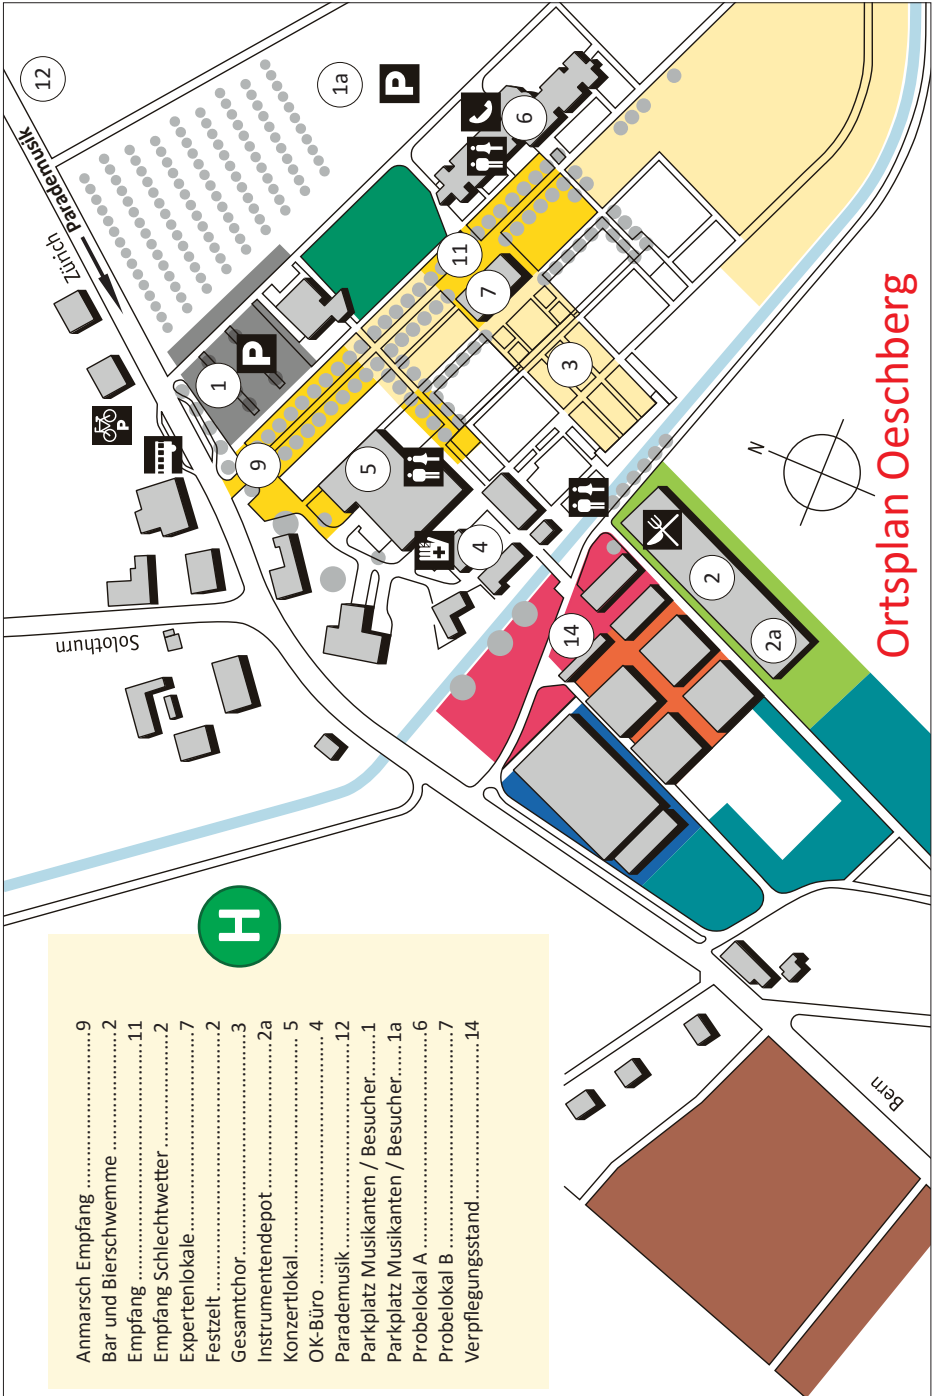 Ortsplan Oeschberg
Anmarsch Empfang ........................ 9
Bar und Bierschwemme ................ 2
Empfang ........................................ 11
Empfang Schlechtwetter ............... 2
Expertenlokale............................... 7
Festzelt .......................................... 2
Gesamtchor................................... 3
Instrumentendepot ...................... 2a
Konzertlokal................................... 5
OK-Büro ......................................... 4
Parademusik.................................. 12
Parkplatz Musikanten / Besucher..... 1
Parkplatz Musikanten / Besucher..... 1a
Probelokal A .................................. 6
Probelokal B .................................. 7
Verpflegungsstand......................... 14
H
Solothurn
Zürich
Parademusik
Bern
N
12
1a
P
6
11
7
1
P
3
9
5
P
4
14
2
2a